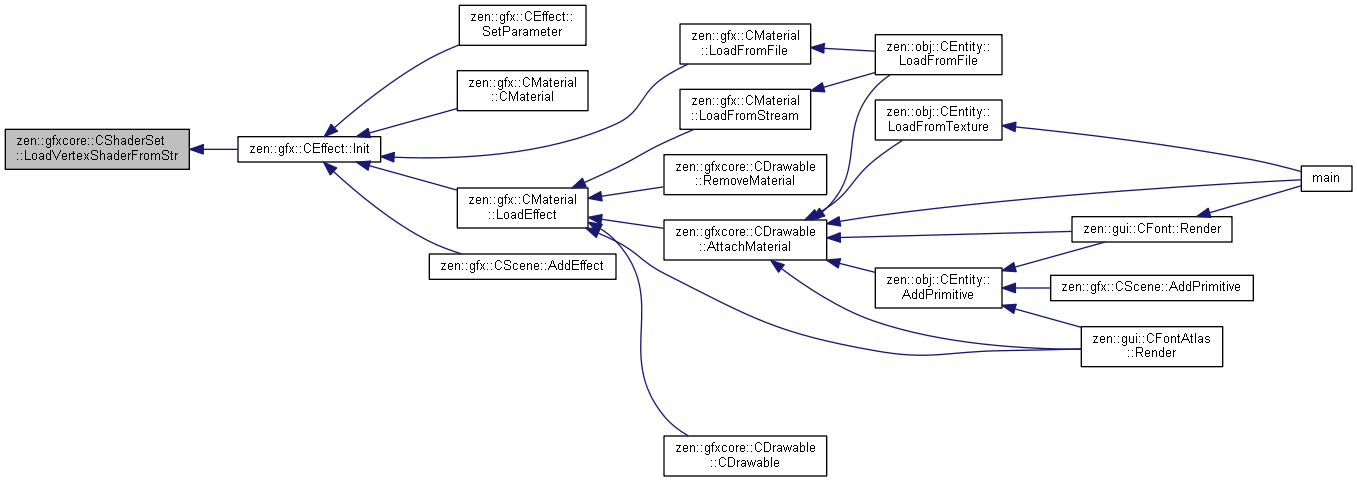 zen::gfxcore::CShaderSet
::LoadVertexShaderFromStr
zen::gfx::CEffect::Init
zen::gfx::CEffect::
SetParameter
zen::gfx::CMaterial
::CMaterial
zen::gfx::CMaterial
::LoadEffect
zen::gfx::CScene::AddEffect
zen::gfx::CMaterial
::LoadFromFile
zen::gfx::CMaterial
::LoadFromStream
zen::gfxcore::CDrawable
::RemoveMaterial
zen::gfxcore::CDrawable
::AttachMaterial
zen::gfxcore::CDrawable
::CDrawable
zen::obj::CEntity::
LoadFromFile
zen::obj::CEntity::
LoadFromTexture
zen::obj::CEntity::
AddPrimitive
main
zen::gui::CFont::Render
zen::gfx::CScene::AddPrimitive
zen::gui::CFontAtlas
::Render